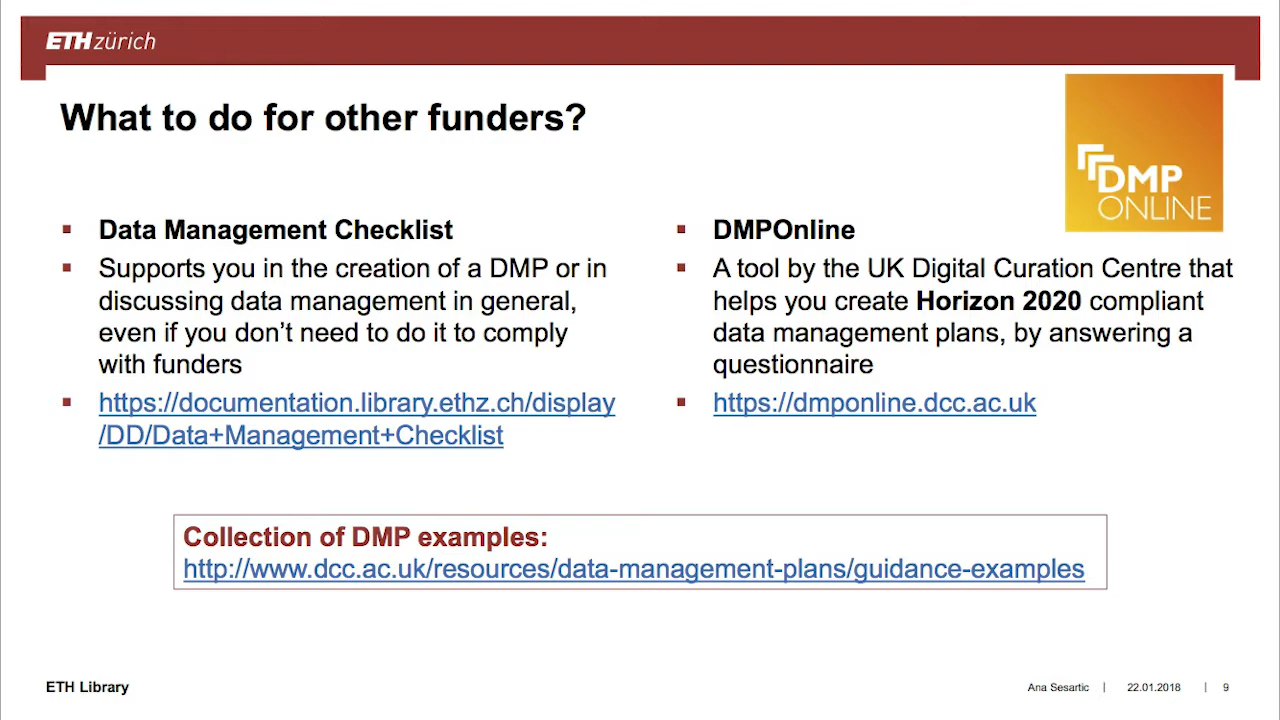 ETH zürich
What to do for other funders?
DMP
ONLINE
▪ Data Management Checklist
▪ Supports you in the creation of a DMP or in
discussing data management in general,
even if you don’t need to do it to comply
with funders
▪ https://documentation.library.ethz.ch/display
/DD/Data+Management+Checklist
▪ DMPOnline
▪ A tool by the UK Digital Curation Centre that
helps you create Horizon 2020 compliant
data management plans, by answering a
questionnaire
▪ https://dmponline.dcc.ac.uk
Collection of DMP examples:
http://www.dcc.ac.uk/resources/data-management-plans/guidance-examples
ETH Library
Ana Sesartic | 22.01.2018 | 9